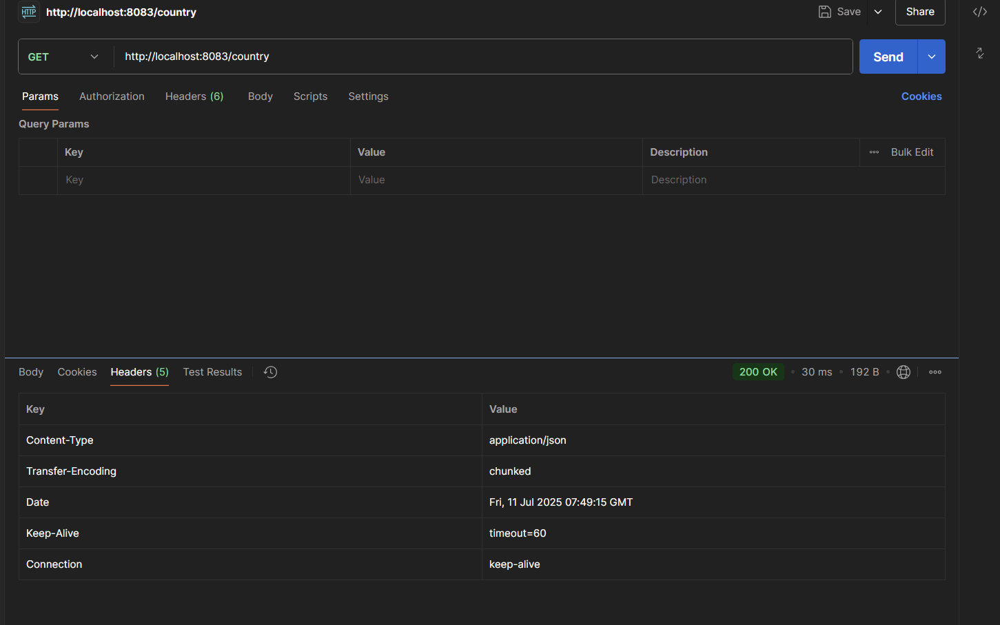 HTTP http://localhost:8083/country Save Share
GET http://localhost:8083/country Send
Params Authorization Headers (6) Body Scripts Settings Cookies
Query Params
Key Value Description Bulk Edit
Key Value Description
Body Cookies Headers (5) Test Results 200 OK • 30 ms • 192 B •
Key Value
Content-Type application/json
Transfer-Encoding chunked
Date Fri, 11 Jul 2025 07:49:15 GMT
Keep-Alive timeout=60
Connection keep-alive